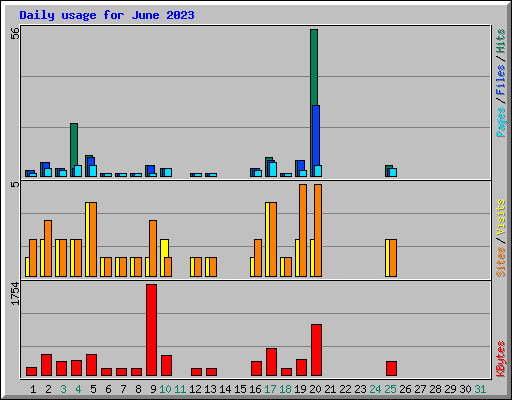 Daily usage for June 2023
56
5
1754
Pages / Files / Hits
Sites / Visits
KBytes
1 2 3 4 5 6 7 8 9 10 11 12 13 14 15 16 17 18 19 20 21 22 23 24 25 26 27 28 29 30 31